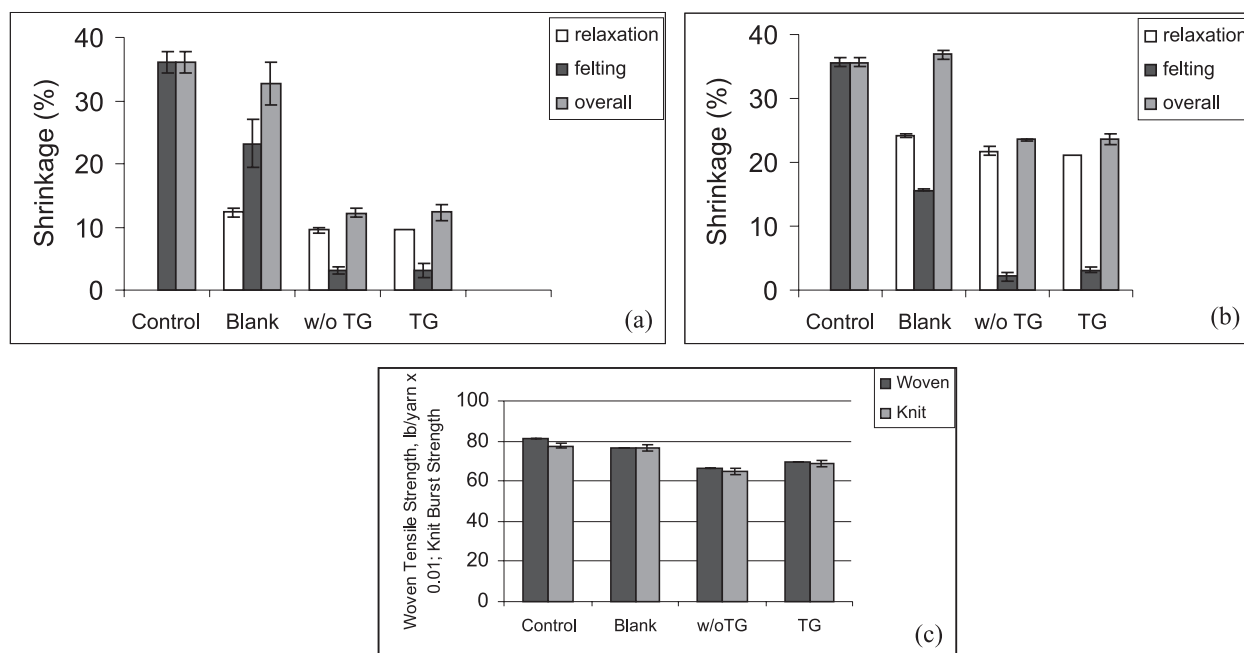 40
30
20
10
0
Shrinkage (%)
relaxation
felting
overall
Control Blank w/o TG TG
(a)
40
30
20
10
0
Shrinkage (%)
relaxation
felting
overall
Control Blank w/o TG TG
(b)
Woven Tensile Strength, lb/yarn x
0.01; Knit Burst Strength
100
80
60
40
20
0
Woven
Knit
Control Blank w/oTG TG
(c)